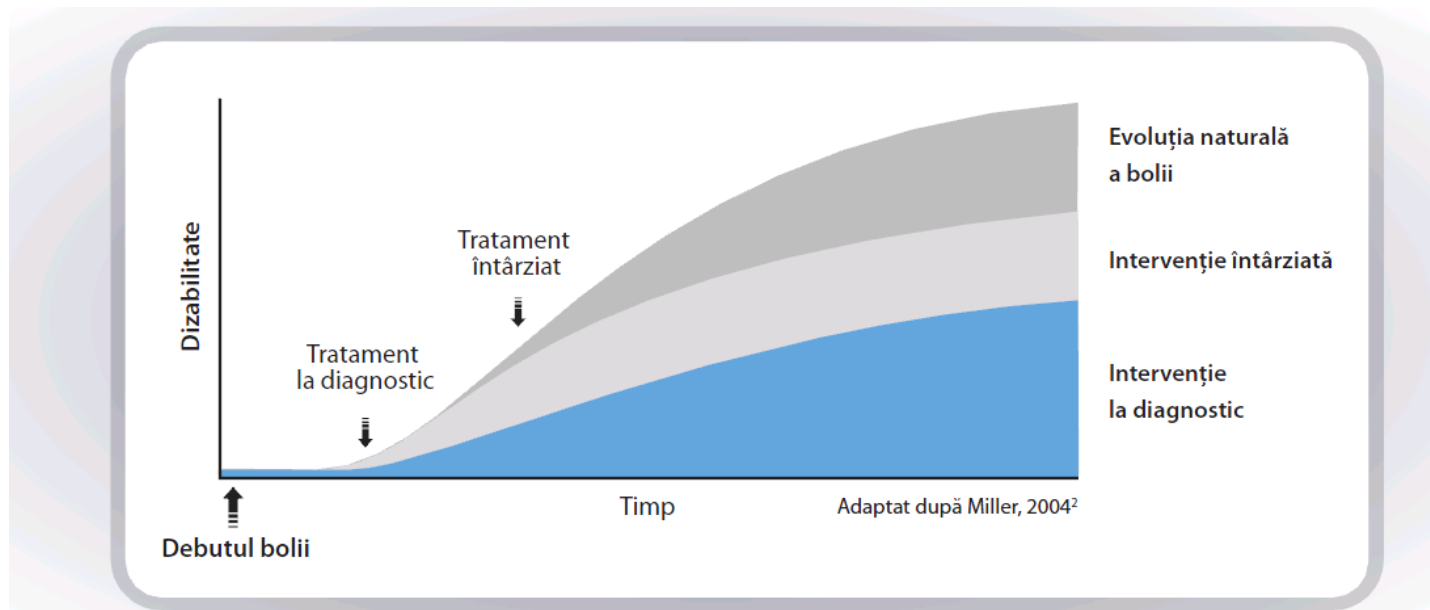 Dizabilitate
Tratament
întârziat
Tratament
la diagnostic
Evoluția naturală
a bolii
Intervenție întârziată
Intervenție
la diagnostic
Timp
Adaptat după Miller, 2004²
Debutul bolii